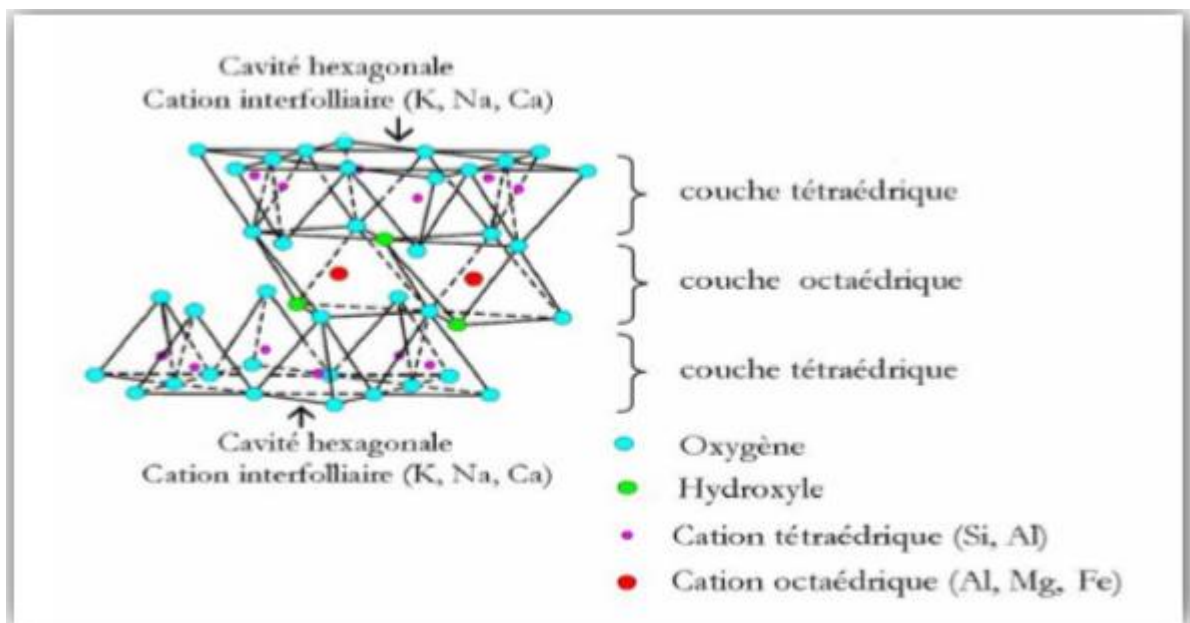 Cavité hexagonale
Cation interfolliaire (K, Na, Ca)
couche tétraédrique
couche octaédrique
couche tétraédrique
Cavité hexagonale
Cation interfolliaire (K, Na, Ca)
Oxygène
Hydroxyle
Cation tétraédrique (Si, Al)
Cation octaédrique (Al, Mg, Fe)